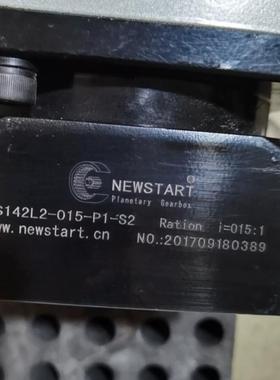 NEWSTART®
Planetary Gearbox
S142L2-015-P1-S2 Ration i=015:1
www.newstart.cn NO.:201709180389